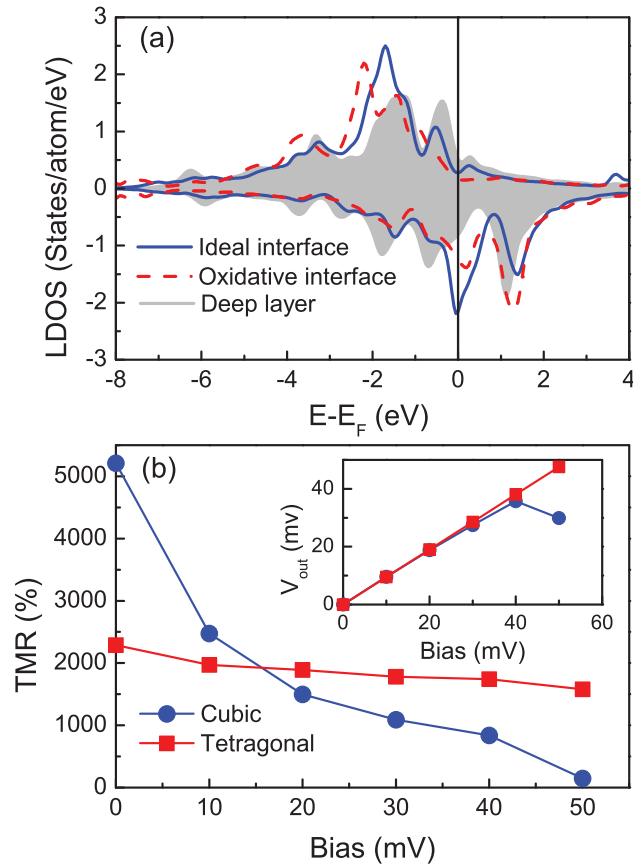 (a)
3
2
1
0
-1
-2
-3
LDOS (States/atom/eV)
Ideal interface
Oxidative interface
Deep layer
-8 -6 -4 -2 0 2 4
E-E_F (eV)
(b)
5000
4000
3000
2000
1000
0
TMR (%)
Cubic
Tetragonal
0 10 20 30 40 50
Bias (mV)
40
20
0
V_out (mv)
0 20 40 60
Bias (mV)